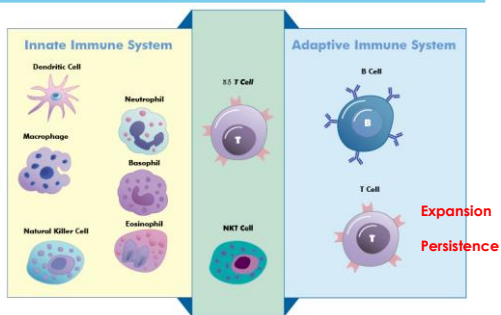 Innate Immune System
Dendritic Cell
Neutrophil
Macrophage
Basophil
Natural Killer Cell
Eosinophil
γδ T Cell
T
NKT Cell
Adaptive Immune System
B Cell
B
T Cell
T
Expansion
Persistence